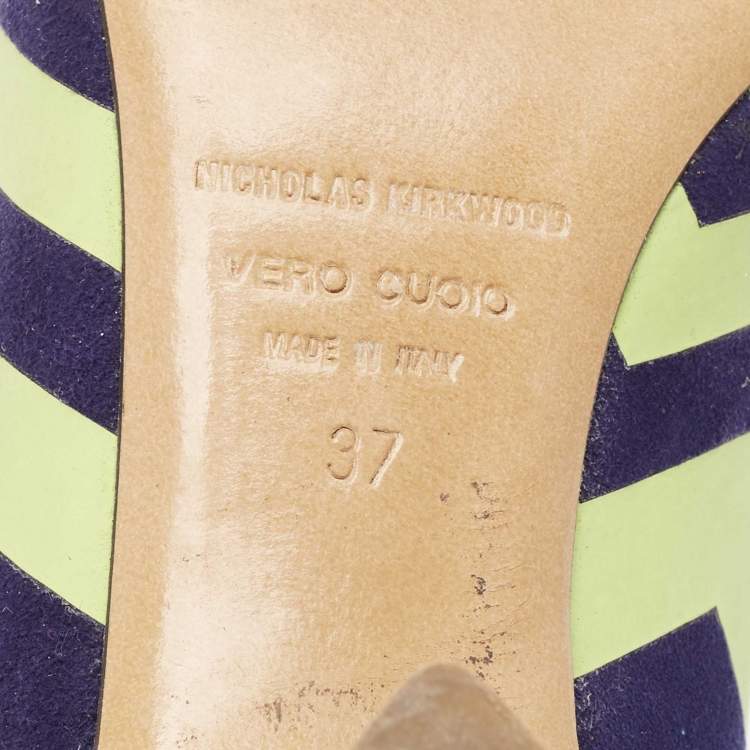 NICHOLAS KIRKWOOD
VERO CUOIO
MADE IN ITALY
37